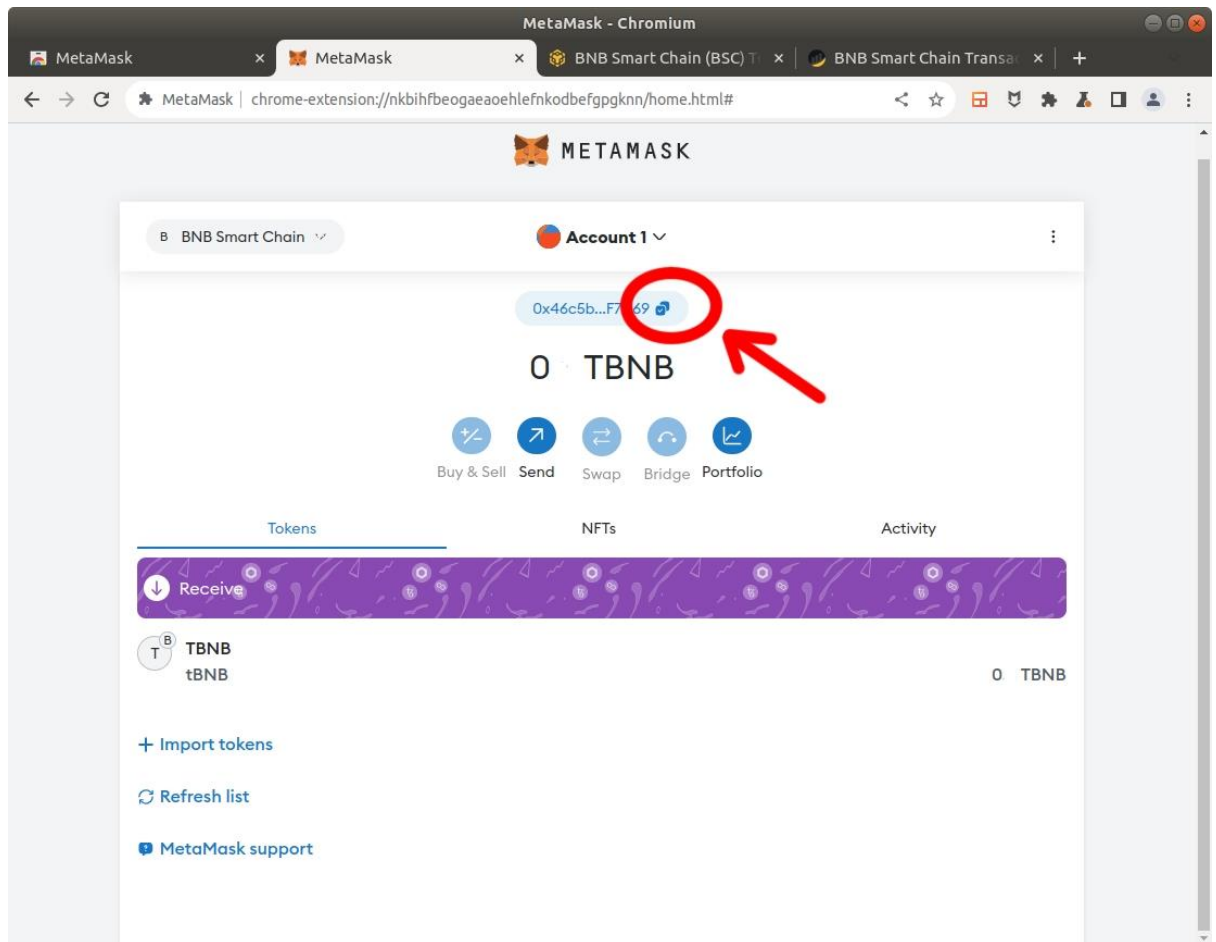 MetaMask - Chromium
MetaMask MetaMask BNB Smart Chain (BSC) T BNB Smart Chain Transac
MetaMask chrome-extension://nkbihfbeogaeaoehlefnkodbefgpgknn/home.html#
METAMASK
B BNB Smart Chain Account 1
0x46c5b...F7 69
0 TBNB
Buy & Sell Send Swap Bridge Portfolio
Tokens NFTs Activity
Receive
T B TBNB
tBNB 0 TBNB
+ Import tokens
Refresh list
MetaMask support